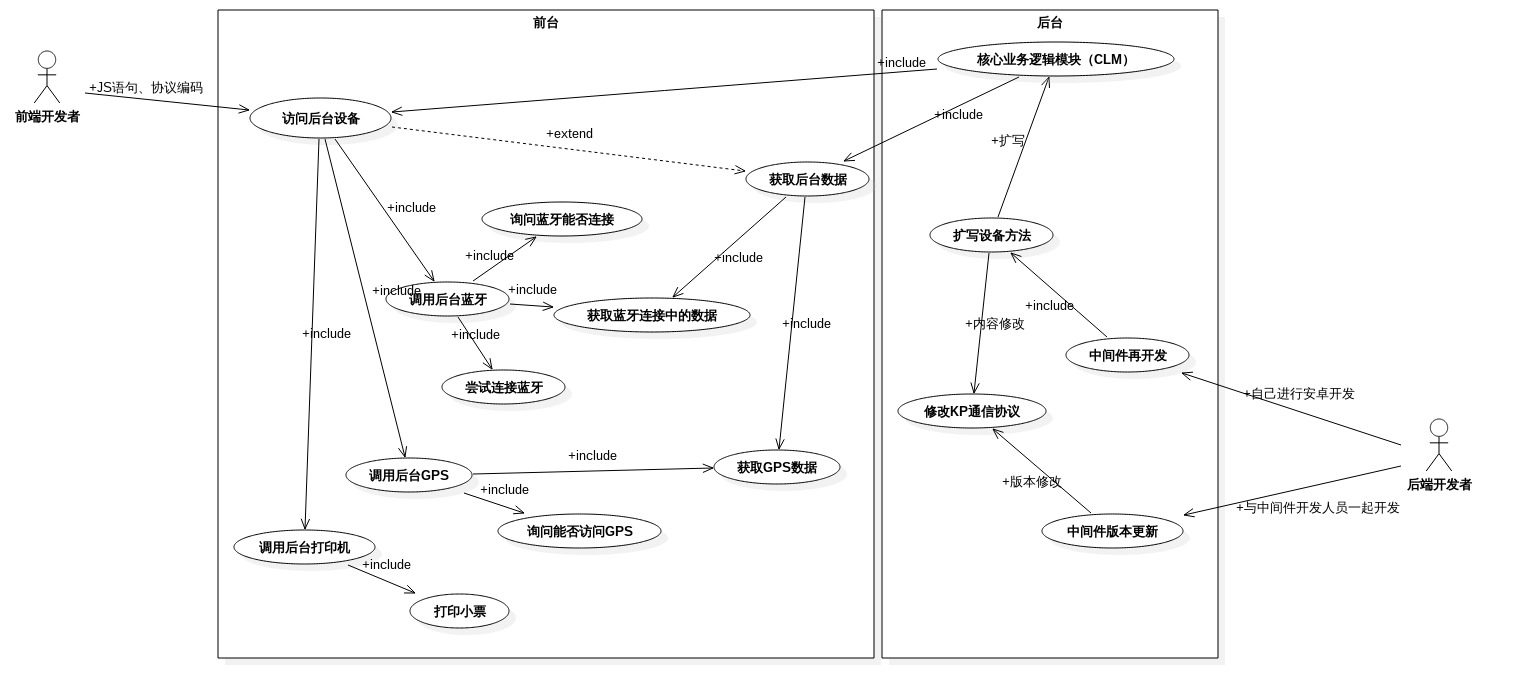 前台
后台
核心业务逻辑模块（CLM）
+include
+JS语句、协议编码
前端开发者
访问后台设备
+include
+extend
+扩写
获取后台数据
+include
询问蓝牙能否连接
扩写设备方法
+include
+include
+include
+include
调用后台蓝牙
+include
获取蓝牙连接中的数据
+include
+内容修改
+include
+include
中间件再开发
尝试连接蓝牙
+自己进行安卓开发
修改KP通信协议
+include
调用后台GPS
获取GPS数据
+include
+版本修改
后端开发者
+与中间件开发人员一起开发
询问能否访问GPS
中间件版本更新
调用后台打印机
+include
打印小票